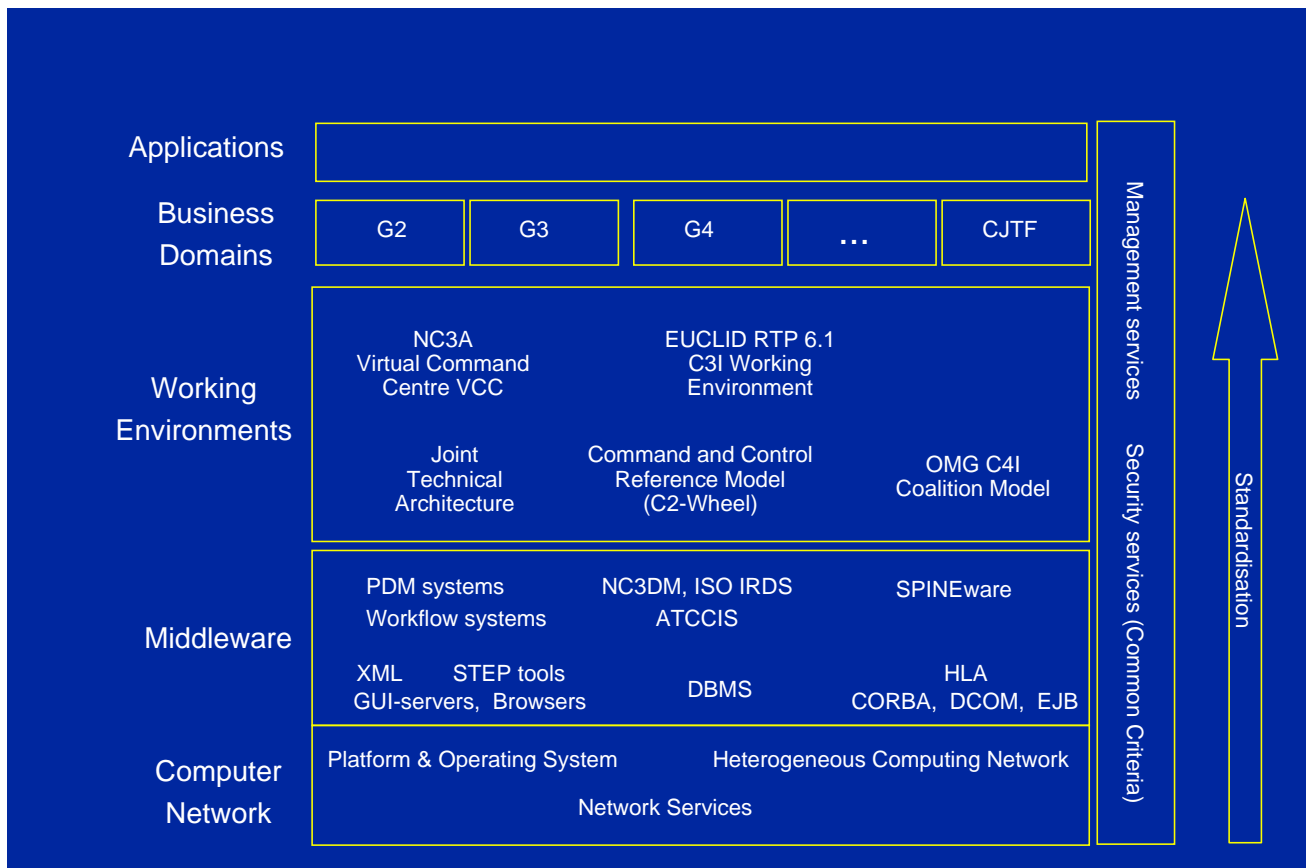 Applications
Business
Domains
G2
G3
G4
...
CJTF
Working
Environments
NC3A
Virtual Command
Centre VCC
EUCLID RTP 6.1
C3I Working
Environment
Joint
Technical
Architecture
Command and Control
Reference Model
(C2-Wheel)
OMG C4I
Coalition Model
Middleware
PDM systems
Workflow systems
NC3DM, ISO IRDS
ATCCIS
SPINEware
XML STEP tools
GUI-servers, Browsers
DBMS
HLA
CORBA, DCOM, EJB
Computer
Network
Platform & Operating System
Heterogeneous Computing Network
Network Services
Management services
Security services (Common Criteria)
Standardisation